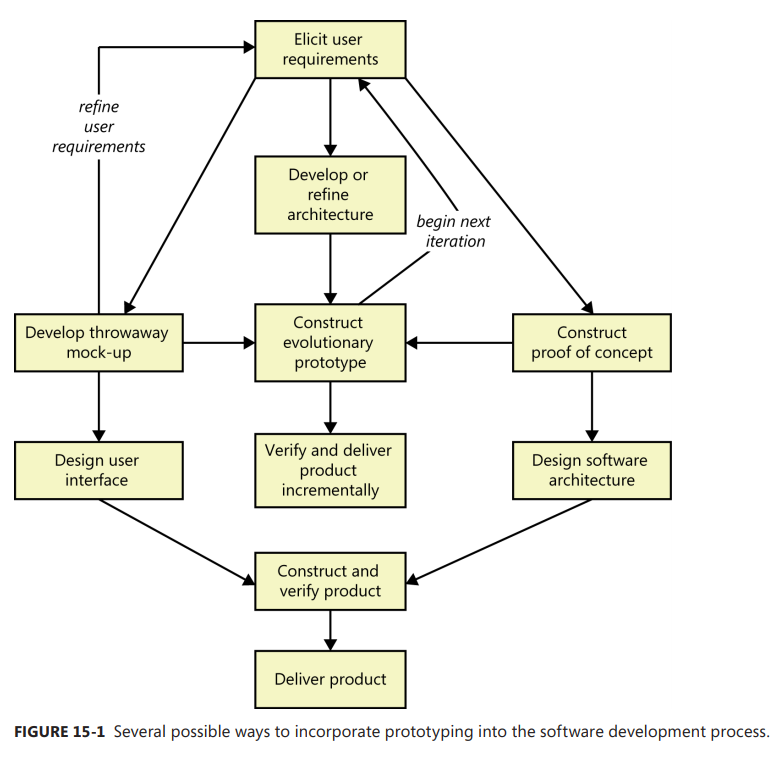 Elicit user
requirements
refine
user
requirements
Develop or
refine
architecture
begin next
iteration
Develop throwaway
mock-up
Construct
evolutionary
prototype
Construct
proof of concept
Design user
interface
Verify and deliver
product
incrementally
Design software
architecture
Construct and
verify product
Deliver product
FIGURE 15-1 Several possible ways to incorporate prototyping into the software development process.